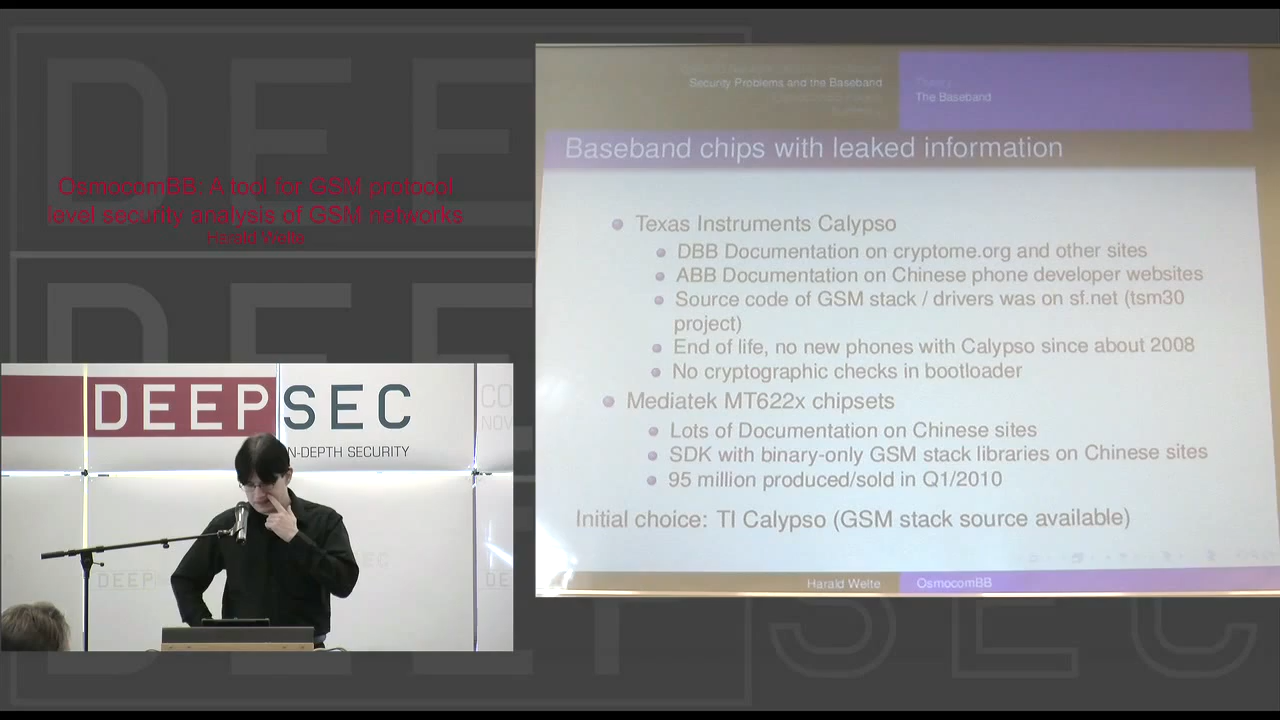 OsmocomBB: A tool for GSM protocol
level security analysis of GSM networks
Harald Welte
DEEPSEC
IN-DEPTH SECURITY
DEEP
Security Problems and the Baseband
Theory
The Baseband
Baseband chips with leaked information
Texas Instruments Calypso
DBB Documentation on cryptome.org and other sites
ABB Documentation on Chinese phone developer websites
Source code of GSM stack / drivers was on sf.net (tsm30
project)
End of life, no new phones with Calypso since about 2008
No cryptographic checks in bootloader
Mediatek MT622x chipsets
Lots of Documentation on Chinese sites
SDK with binary-only GSM stack libraries on Chinese sites
95 million produced/sold in Q1/2010
Initial choice: TI Calypso (GSM stack source available)
Harald Welte
OsmocomBB